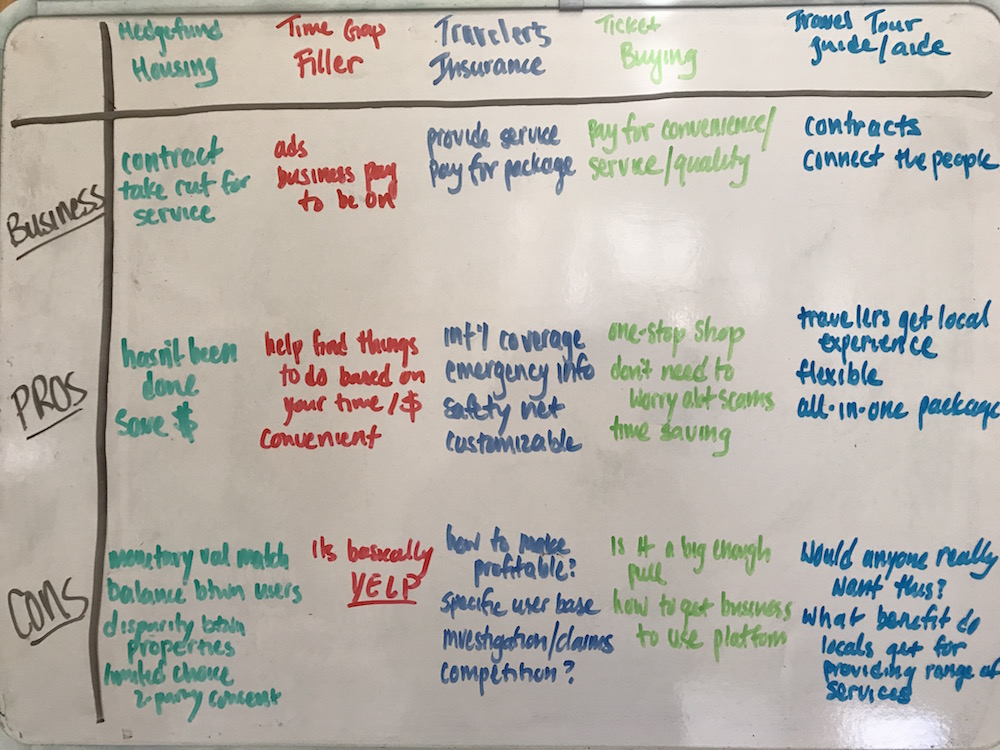 Hedgefund
Housing
Time Gap
Filler
Travelers
Insurance
Ticket
Buying
Travel Tour
guide/aide
Business
contract
take cut for
service
ads
business pay
to be on
provide service
pay for package
Pay for convenience/
service/quality
contracts
connect the people
PROS
hasn't been
done
save $
help find things
to do based on
your time/$
convenient
int'l coverage
emergency info
safety net
customizable
one-stop shop
don't need to
worry abt scams
time saving
travelers get local
experience
flexible
all-in-one package
CONS
monetary val match
balance btwn users
disparity btwn
properties
limited choice
2-party consent
its basically
YELP
how to make
profitable?
specific user base
investigation/claims
competition?
Is it a big enough
pull
how to get business
to use platform
Would anyone really
want this?
What benefit do
locals get for
providing range of
services